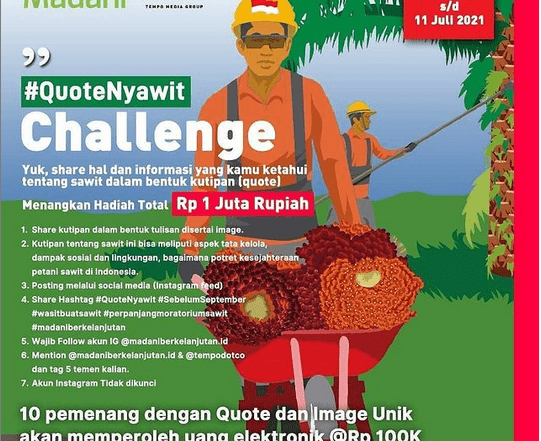 Madani
TEMPO MEDIA GROUP
s/d
11 Juli 2021
#QuoteNyawit
Challenge
Yuk, share hal dan informasi yang kamu ketahui
tentang sawit dalam bentuk kutipan (quote)
Menangkan Hadiah Total Rp 1 Juta Rupiah
1. Share kutipan dalam bentuk tulisan disertai image.
2. Kutipan tentang sawit ini bisa meliputi aspek tata kelola,
dampak sosial dan lingkungan, bagaimana potret kesejahteraan
petani sawit di Indonesia.
3. Posting melalui social media (Instagram feed)
4. Share Hashtag #QuoteNyawit #SebelumSeptember
#wasitbuatsawit #perpanjangmoratoriumsawit
#madaniberkelanjutan
5. Wajib Follow akun IG @madaniberkelanjutan.id
6. Mention @madaniberkelanjutan.id & @tempodotco
dan tag 5 temen kalian.
7. Akun Instagram Tidak dikunci
10 pemenang dengan Quote dan Image Unik
akan memperoleh uang elektronik @Rp 100K